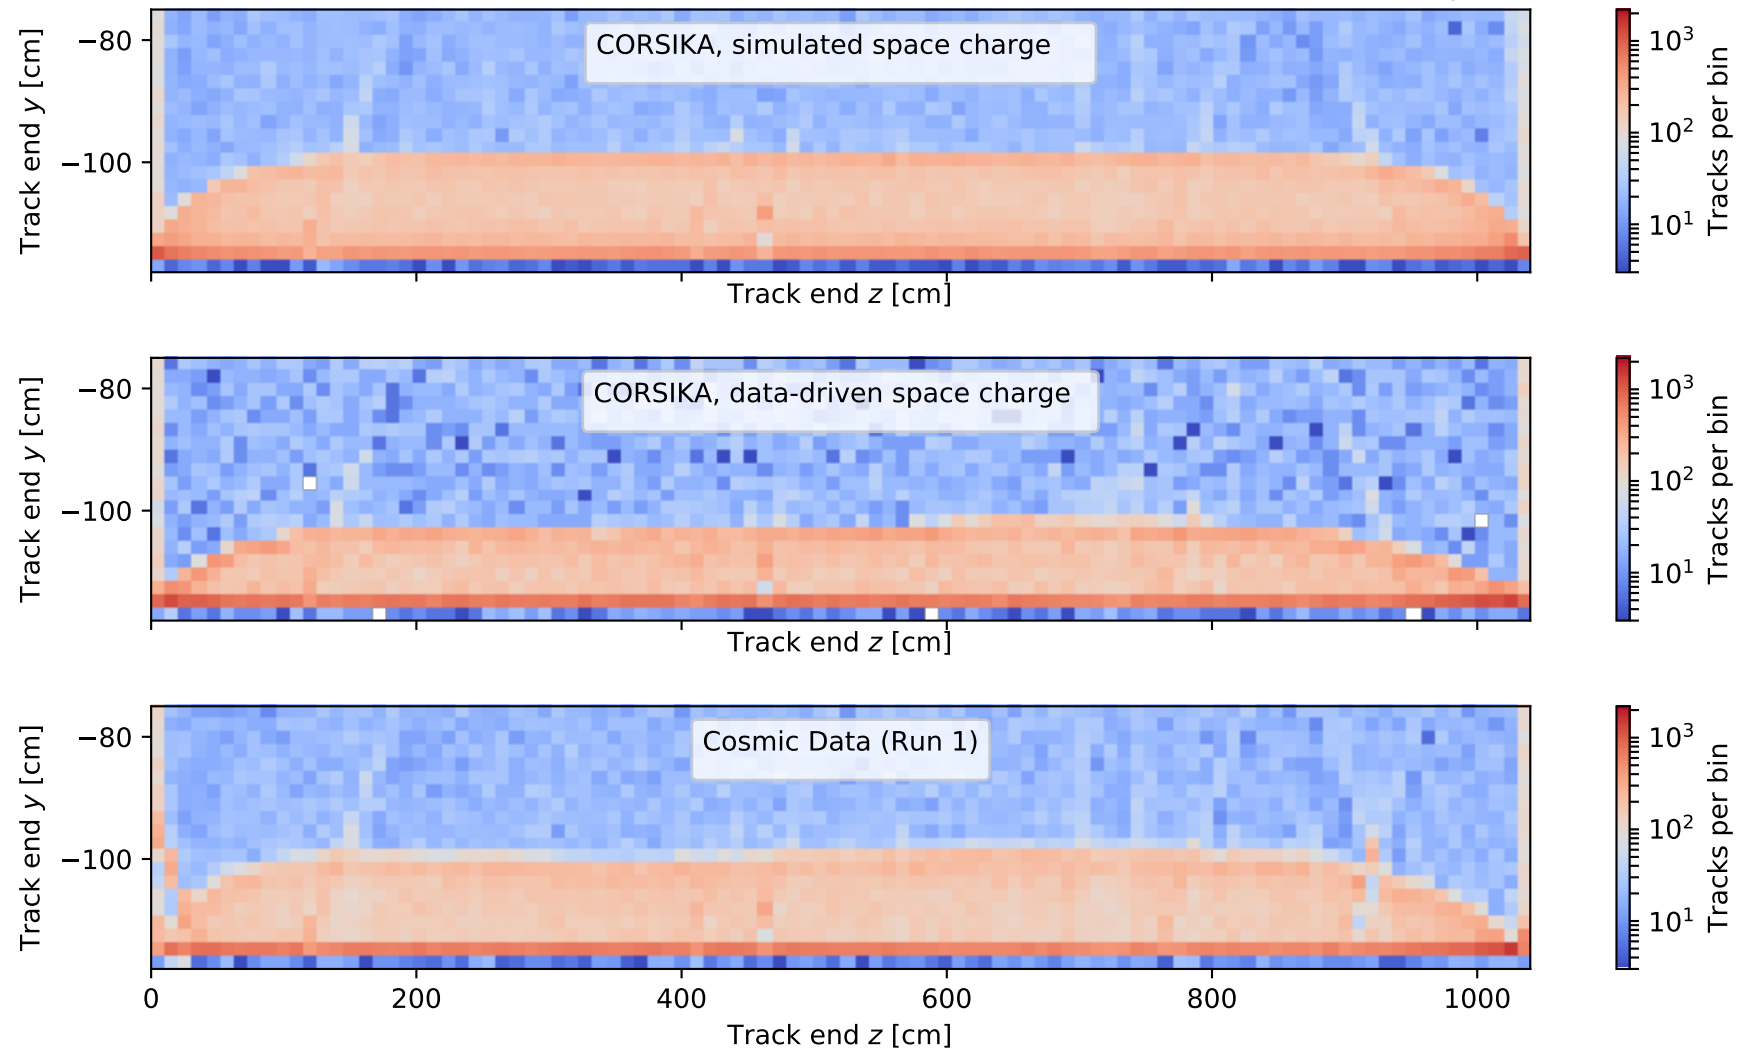 CORSIKA, simulated space charge
−80
−100
Track end y [cm]
Track end z [cm]
10³
10²
10¹
Tracks per bin
CORSIKA, data-driven space charge
−80
−100
Track end y [cm]
Track end z [cm]
10³
10²
10¹
Tracks per bin
Cosmic Data (Run 1)
−80
−100
Track end y [cm]
0 200 400 600 800 1000
Track end z [cm]
10³
10²
10¹
Tracks per bin